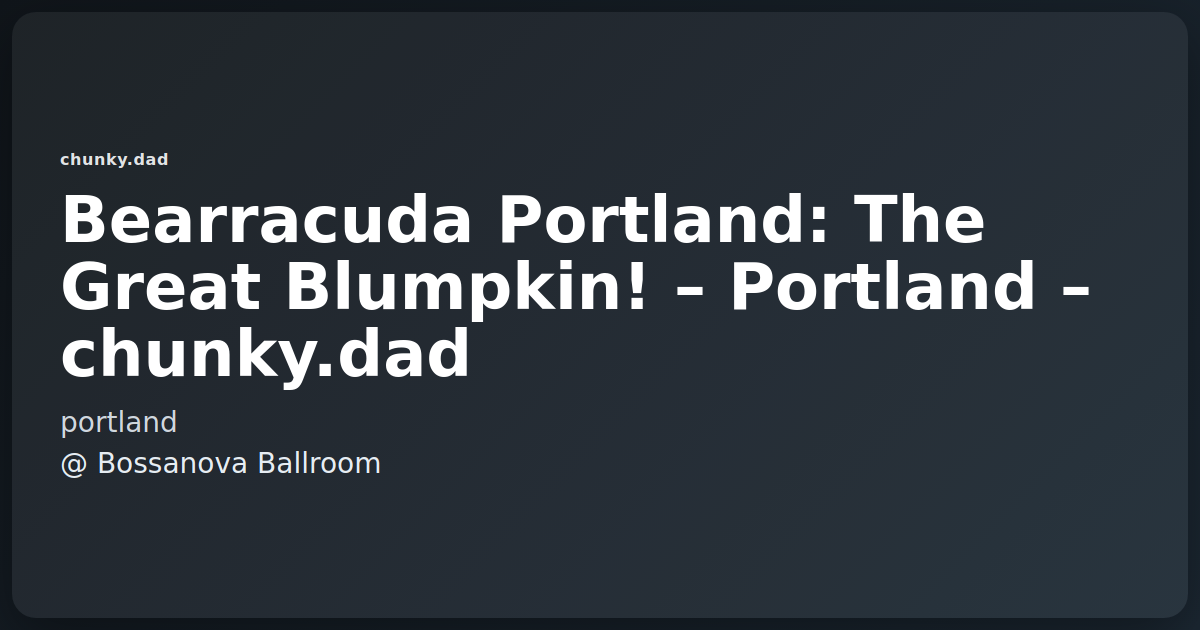 chunky.dad
Bearracuda Portland: The
Great Blumpkin! – Portland –
chunky.dad
portland
@ Bossanova Ballroom